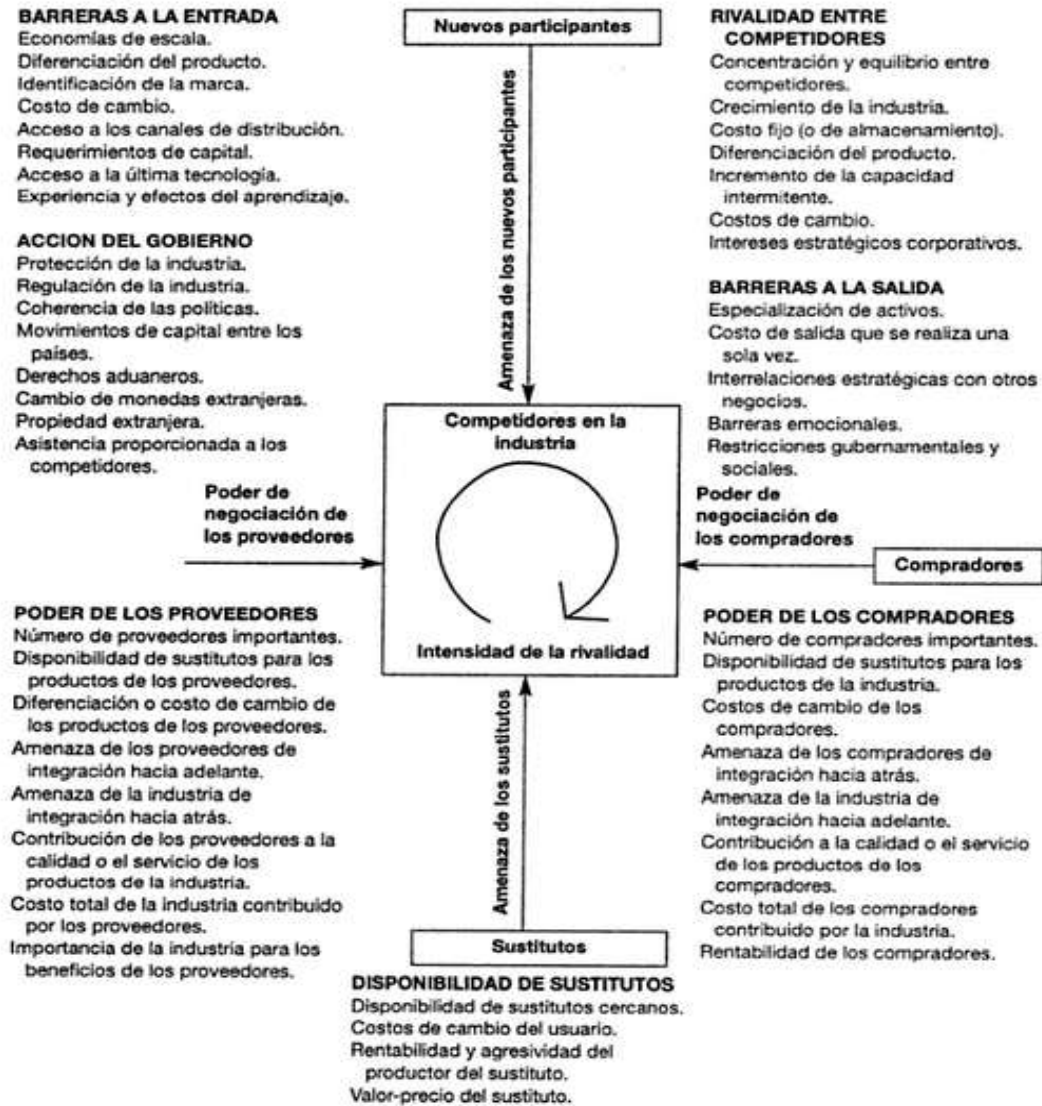 BARRERAS A LA ENTRADA
Economías de escala.
Diferenciación del producto.
Identificación de la marca.
Costo de cambio.
Acceso a los canales de distribución.
Requerimientos de capital.
Acceso a la última tecnología.
Experiencia y efectos del aprendizaje.
ACCION DEL GOBIERNO
Protección de la industria.
Regulación de la industria.
Coherencia de las políticas.
Movimientos de capital entre los
países.
Derechos aduaneros.
Cambio de monedas extranjeras.
Propiedad extranjera.
Asistencia proporcionada a los
competidores.
Nuevos participantes
Amenaza de los nuevos participantes
RIVALIDAD ENTRE
COMPETIDORES
Concentración y equilibrio entre
competidores.
Crecimiento de la industria.
Costo fijo (o de almacenamiento).
Diferenciación del producto.
Incremento de la capacidad
intermitente.
Costos de cambio.
Intereses estratégicos corporativos.
BARRERAS A LA SALIDA
Especialización de activos.
Costo de salida que se realiza una
sola vez.
Interrelaciones estratégicas con otros
negocios.
Barreras emocionales.
Restricciones gubernamentales y
sociales.
Poder de
negociación de
los proveedores
Competidores en la
industria
Intensidad de la rivalidad
Poder de
negociación de
los compradores
Compradores
PODER DE LOS PROVEEDORES
Número de proveedores importantes.
Disponibilidad de sustitutos para los
productos de los proveedores.
Diferenciación o costo de cambio de
los productos de los proveedores.
Amenaza de los proveedores de
integración hacia adelante.
Amenaza de la industria de
integración hacia atrás.
Contribución de los proveedores a la
calidad o el servicio de los
productos de la industria.
Costo total de la industria contribuido
por los proveedores.
Importancia de la industria para los
beneficios de los proveedores.
Amenaza de los sustitutos
Sustitutos
DISPONIBILIDAD DE SUSTITUTOS
Disponibilidad de sustitutos cercanos.
Costos de cambio del usuario.
Rentabilidad y agresividad del
productor del sustituto.
Valor-precio del sustituto.
PODER DE LOS COMPRADORES
Número de compradores importantes.
Disponibilidad de sustitutos para los
productos de la industria.
Costos de cambio de los
compradores.
Amenaza de los compradores de
integración hacia atrás.
Amenaza de la industria de
integración hacia adelante.
Contribución a la calidad o el servicio
de los productos de los
compradores.
Costo total de los compradores
contribuido por la industria.
Rentabilidad de los compradores.